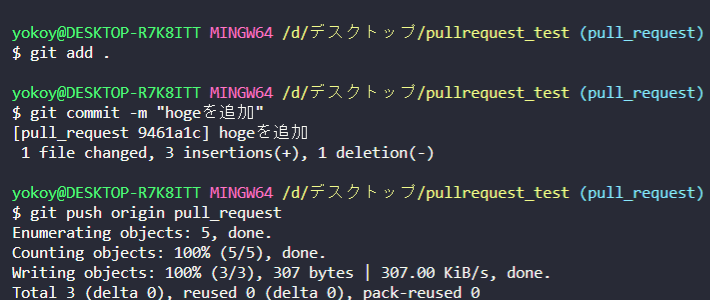 yokoy@DESKTOP-R7K8ITT MINGW64 /d/デスクトップ/pullrequest_test (pull_request)
$ git add .
yokoy@DESKTOP-R7K8ITT MINGW64 /d/デスクトップ/pullrequest_test (pull_request)
$ git commit -m "hogeを追加"
[pull_request 9461a1c] hogeを追加
 1 file changed, 3 insertions(+), 1 deletion(-)
yokoy@DESKTOP-R7K8ITT MINGW64 /d/デスクトップ/pullrequest_test (pull_request)
$ git push origin pull_request
Enumerating objects: 5, done.
Counting objects: 100% (5/5), done.
Writing objects: 100% (3/3), 307 bytes | 307.00 KiB/s, done.
Total 3 (delta 0), reused 0 (delta 0), pack-reused 0